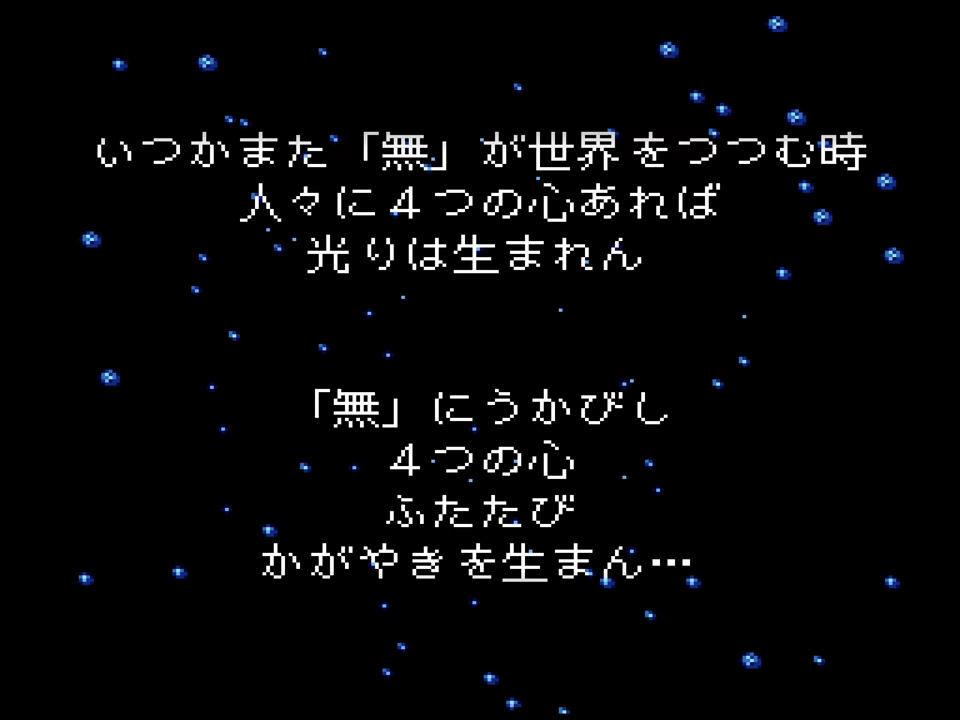 いつかまた「無」が世界をつつむ時
人々に４つの心あれば
光りは生まれん
「無」にうかびし
４つの心
ふたたび
かがやきを生まん…